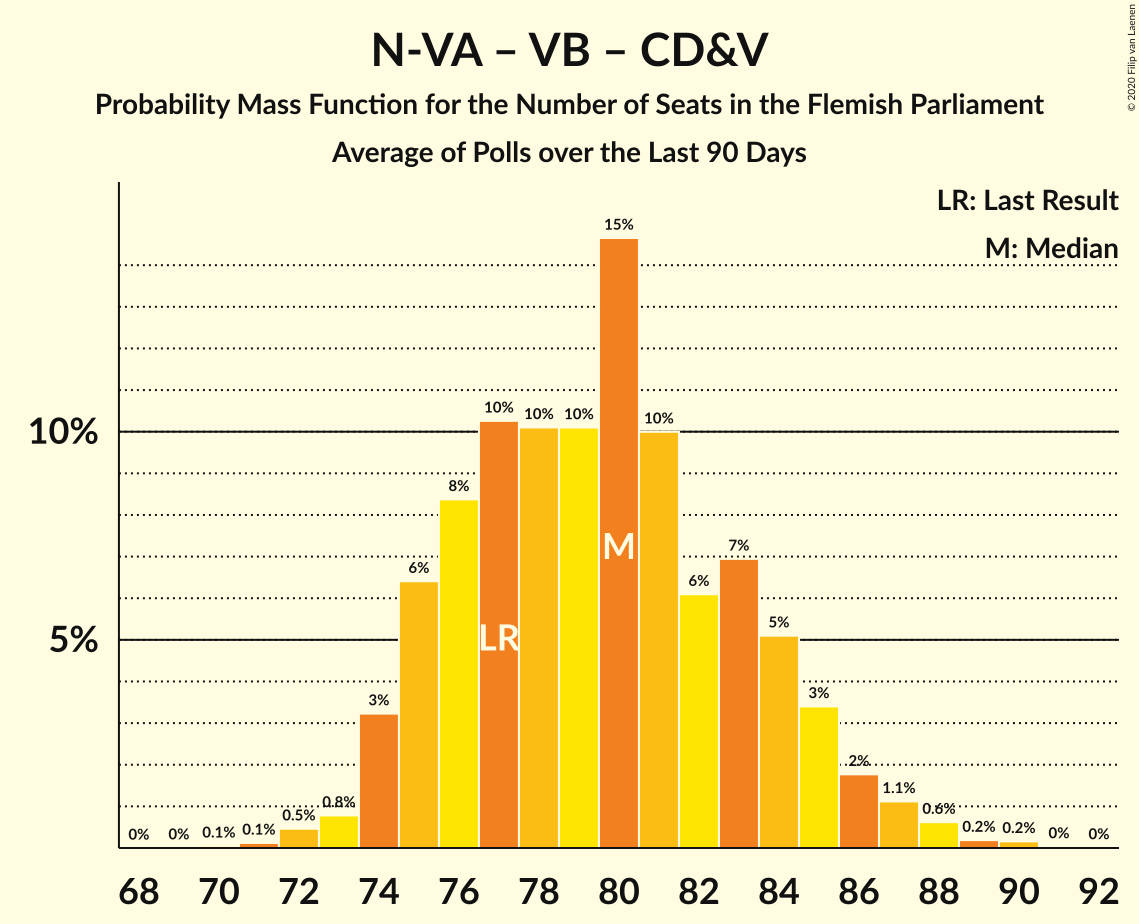 N-VA – VB – CD&V
Probability Mass Function for the Number of Seats in the Flemish Parliament
Average of Polls over the Last 90 Days
© 2020 Filip van Laenen
LR: Last Result
M: Median
15%
10% 10% 10% 10%
10%
8%
M
7%
6% 6%
LR
5%
5%
3% 3%
2%
1.1%
0% 0% 0.1% 0.1% 0.5% 0.8% 0.6% 0.2% 0.2% 0% 0%
68 70 72 74 76 78 80 82 84 86 88 90 92